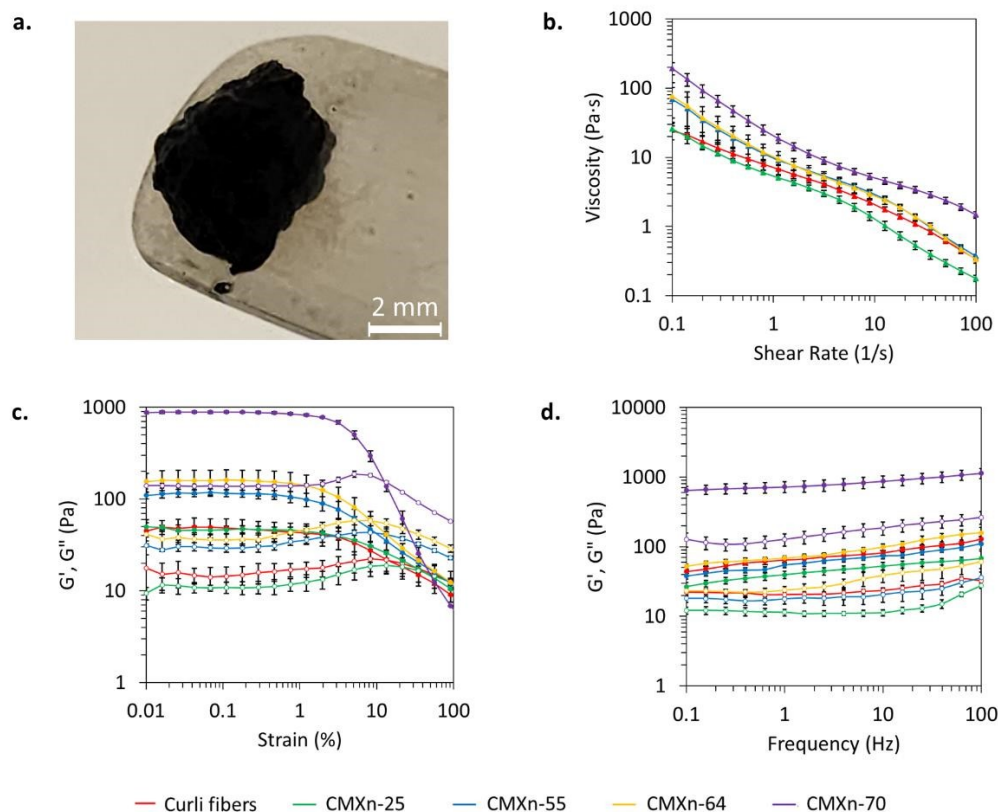 a.
2 mm
b.
Viscosity (Pa·s)
1000
100
10
1
0.1
0.1 1 10 100
Shear Rate (1/s)
c.
G', G" (Pa)
1000
100
10
1
0.01 0.1 1 10 100
Strain (%)
d.
G', G" (Pa)
10000
1000
100
10
1
0.1 1 10 100
Frequency (Hz)
Curli fibers CMXn-25 CMXn-55 CMXn-64 CMXn-70